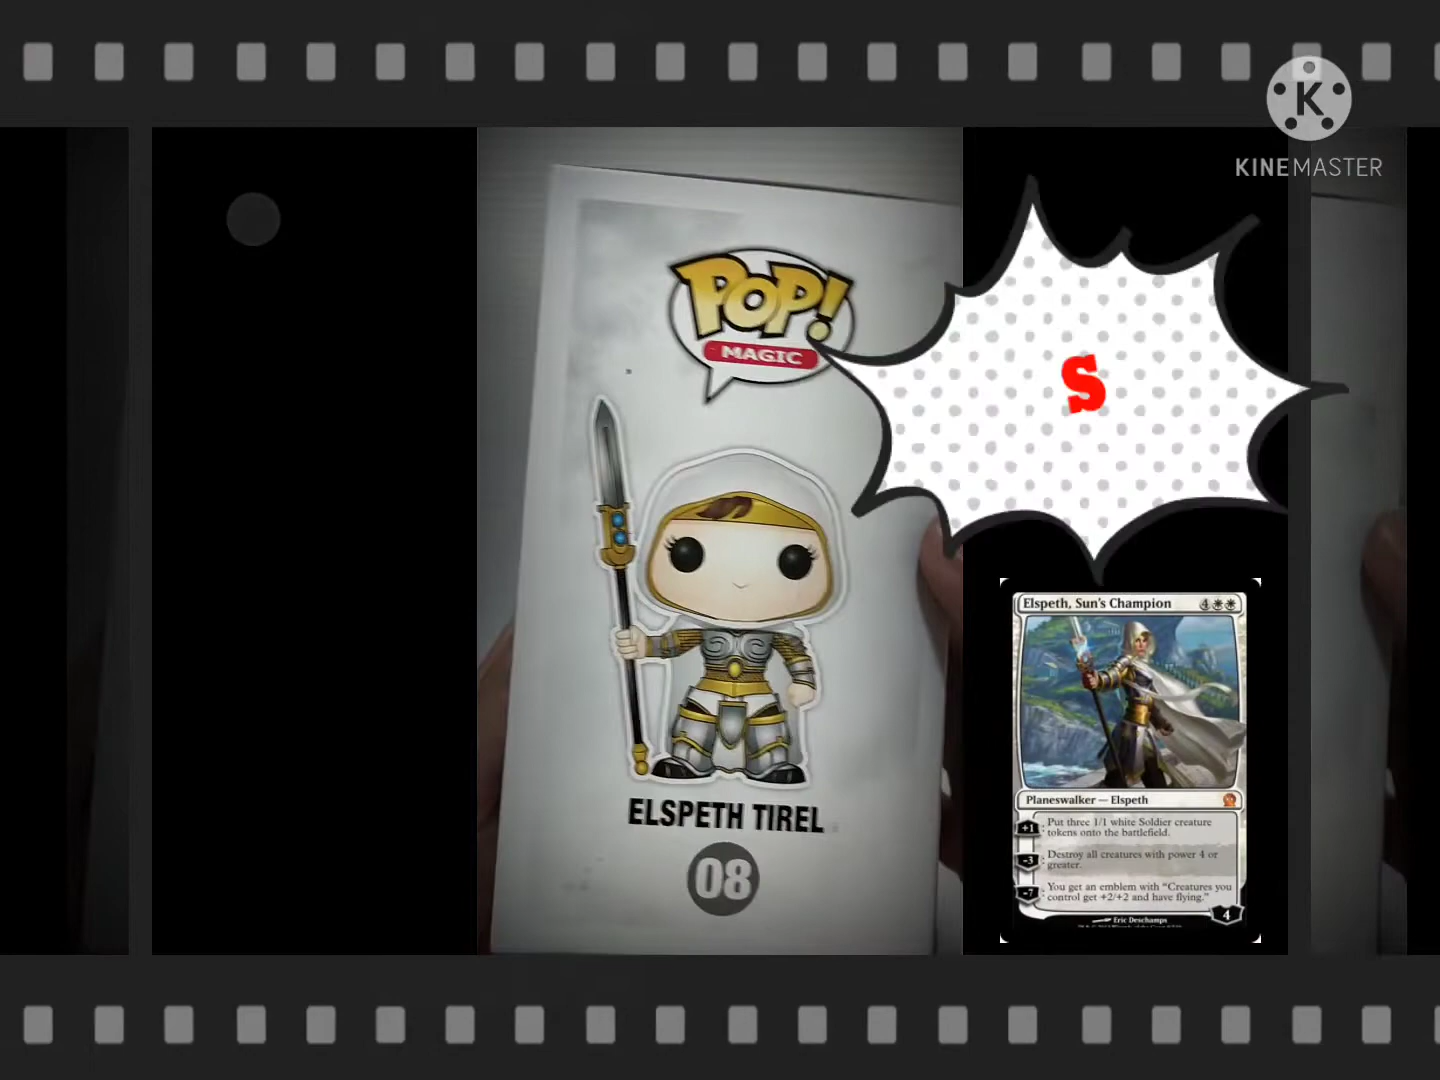 KINEMASTER
POP!
MAGIC
S
ELSPETH TIREL
08
Elspeth, Sun's Champion 4
Planeswalker — Elspeth
+1: Put three 1/1 white Soldier creature
tokens onto the battlefield.
-3: Destroy all creatures with power 4 or
greater.
-7: You get an emblem with “Creatures you
control get +2/+2 and have flying.”
4
Eric Deschamps